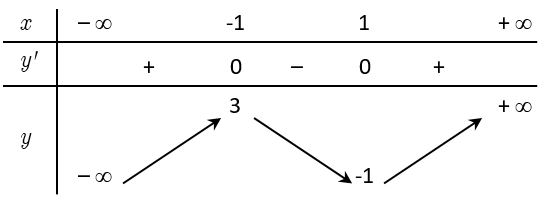 x – ∞ -1 1 + ∞
y′ + 0 – 0 +
3 + ∞
y
– ∞ -1